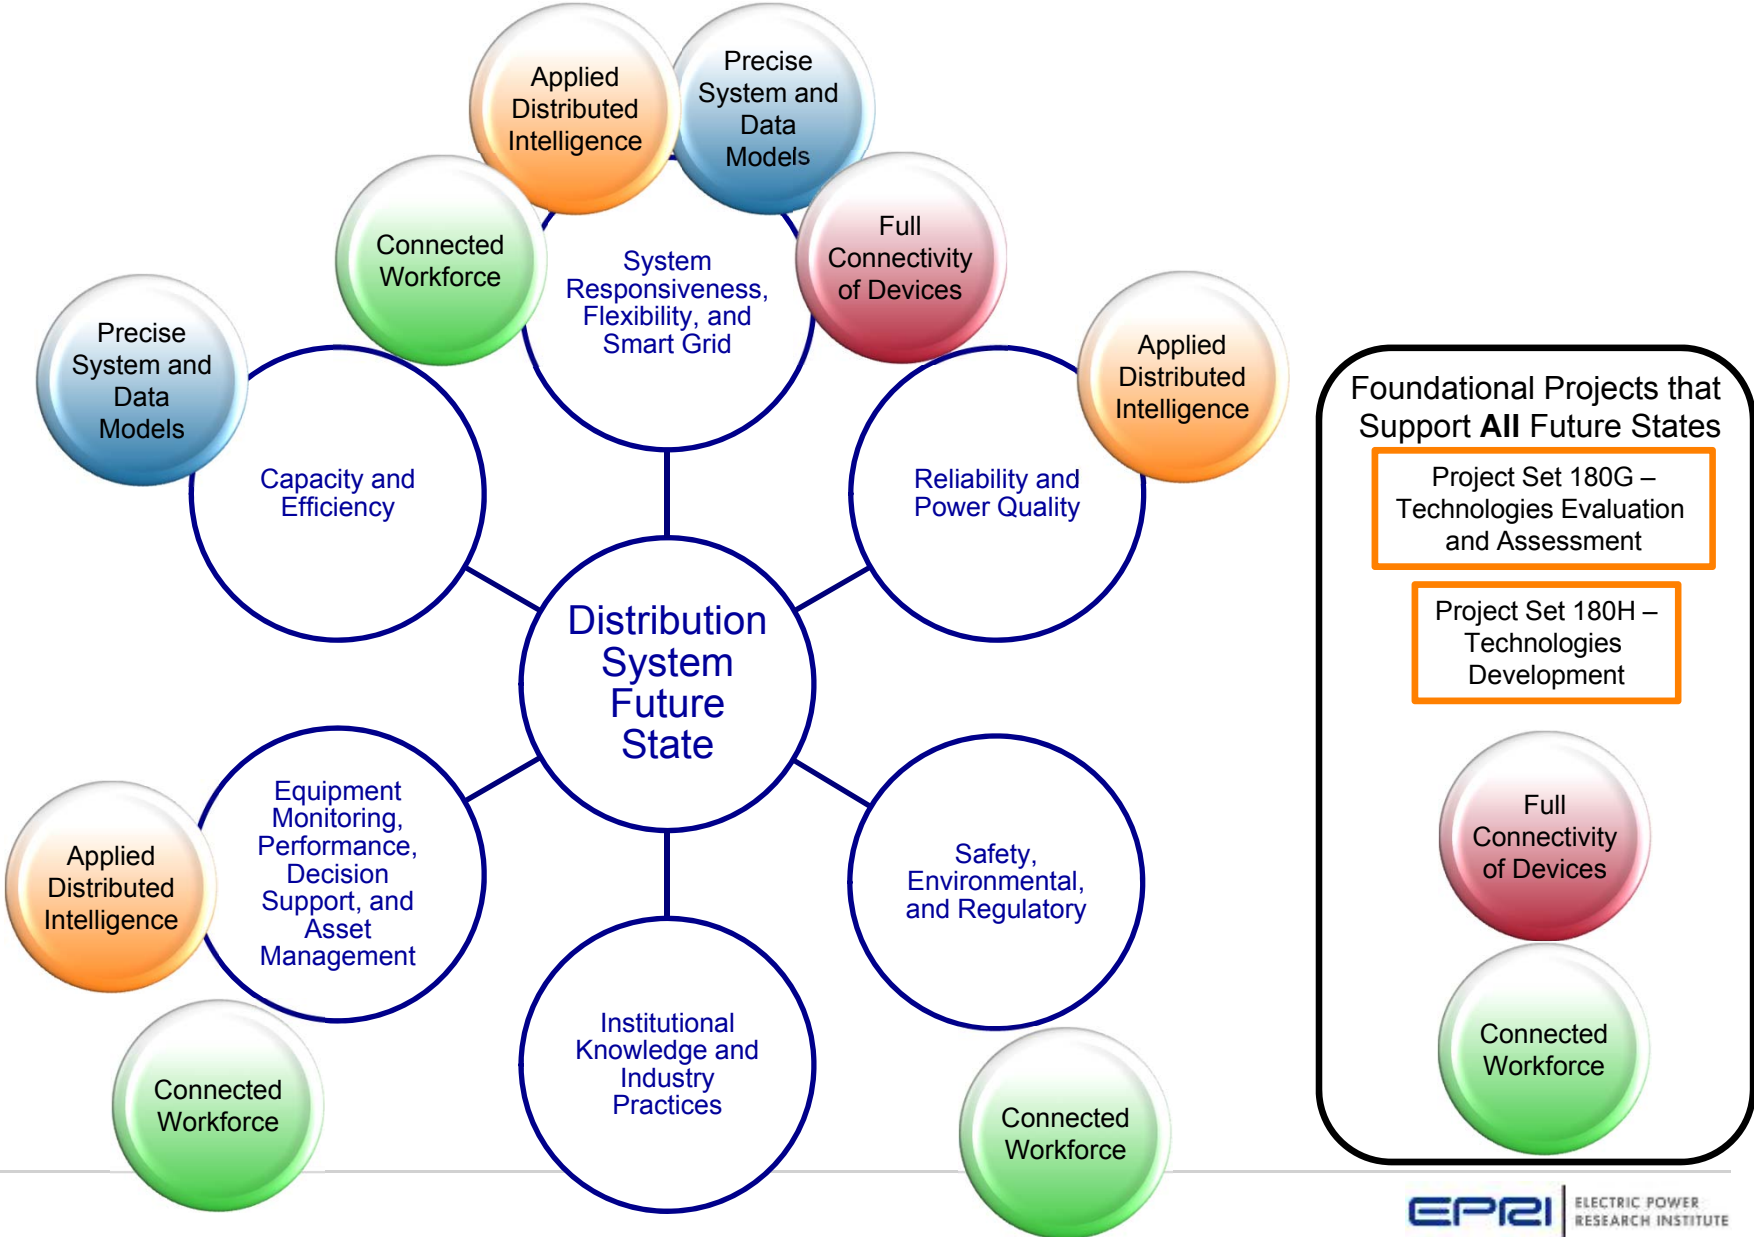 Applied
Distributed
Intelligence
Precise
System and
Data
Models
Connected
Workforce
System
Responsiveness,
Flexibility, and
Smart Grid
Full
Connectivity
of Devices
Precise
System and
Data
Models
Capacity and
Efficiency
Reliability and
Power Quality
Applied
Distributed
Intelligence
Distribution
System
Future
State
Applied
Distributed
Intelligence
Equipment
Monitoring,
Performance,
Decision
Support, and
Asset
Management
Safety,
Environmental,
and Regulatory
Connected
Workforce
Institutional
Knowledge and
Industry
Practices
Connected
Workforce
Foundational Projects that
Support All Future States
Project Set 180G –
Technologies Evaluation
and Assessment
Project Set 180H –
Technologies
Development
Full
Connectivity
of Devices
Connected
Workforce
EPRI
ELECTRIC POWER
RESEARCH INSTITUTE